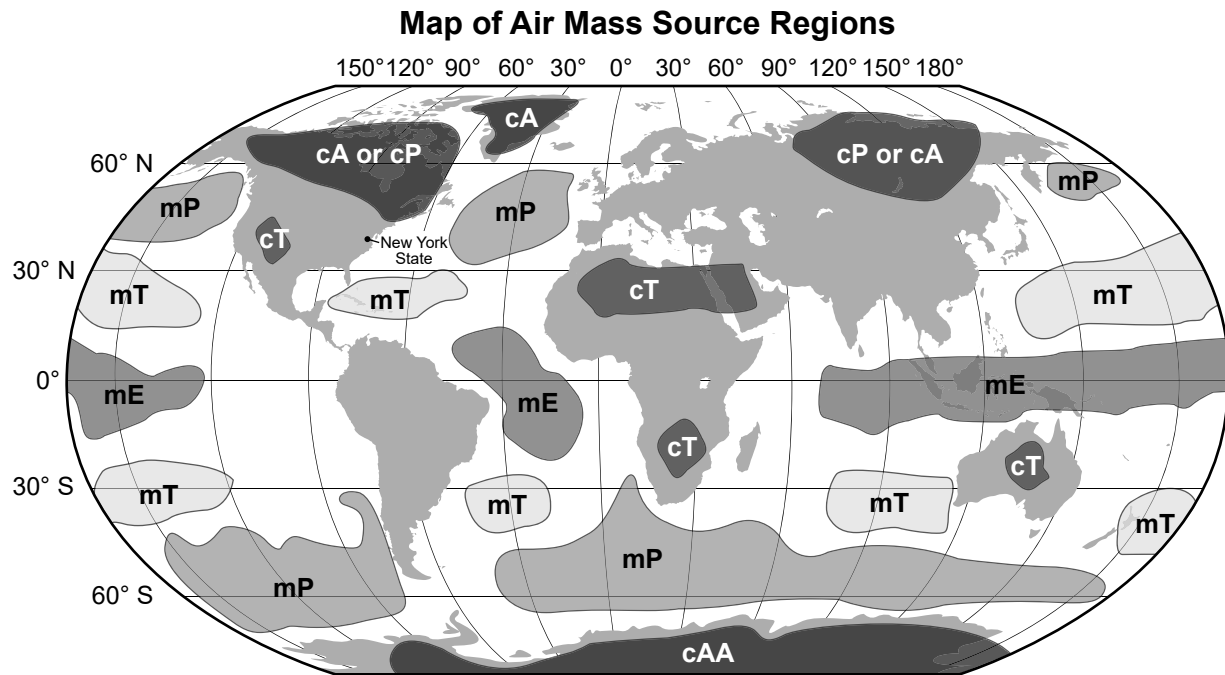 Map of Air Mass Source Regions
150° 120° 90° 60° 30° 0° 30° 60° 90° 120° 150° 180°
cA
cA or cP
cP or cA
60° N
mP
mP
mP
cT
New York
State
30° N
mT
mT
cT
mT
0°
mE
mE
mE
cT
cT
30° S
mT
mT
mT
mT
mP
mP
60° S
cAA